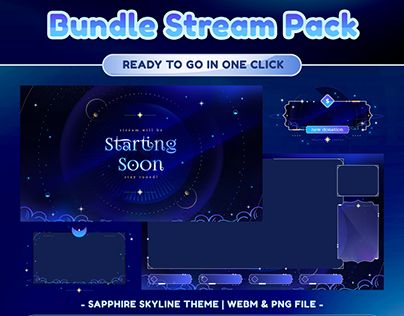 Bundle Stream Pack
READY TO GO IN ONE CLICK
stream will be
Starting
Soon
stay tuned!
$
new donation
- SAPPHIRE SKYLINE THEME | WEBM & PNG FILE -